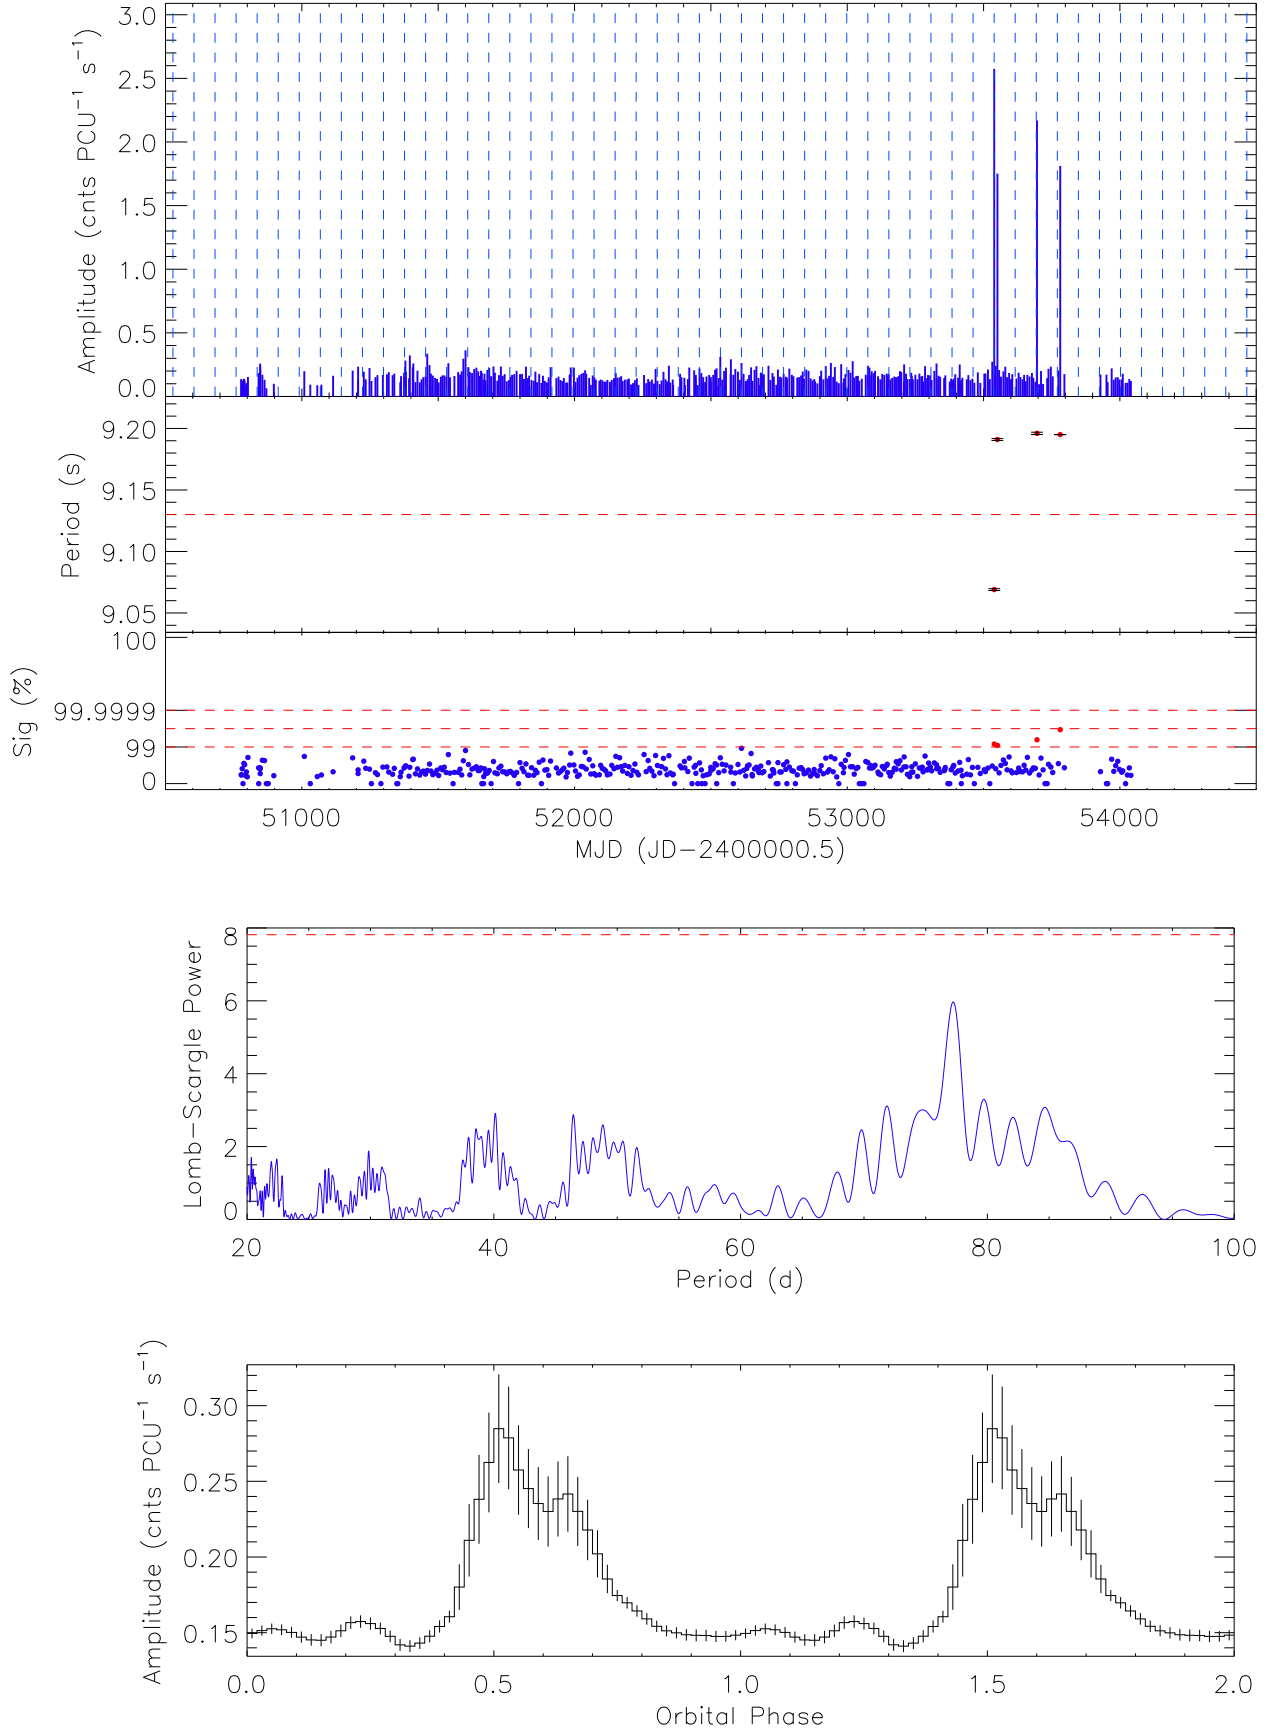 3.0
2.5
2.0
1.5
1.0
0.5
0.0
Amplitude (cnts PCU⁻¹ s⁻¹)
9.20
9.15
9.10
9.05
Period (s)
100
99.9999
99
0
Sig (%)
51000 52000 53000 54000
MJD (JD−2400000.5)
8
6
4
2
0
Lomb−Scargle Power
20 40 60 80 100
Period (d)
0.30
0.25
0.20
0.15
Amplitude (cnts PCU⁻¹ s⁻¹)
0.0 0.5 1.0 1.5 2.0
Orbital Phase